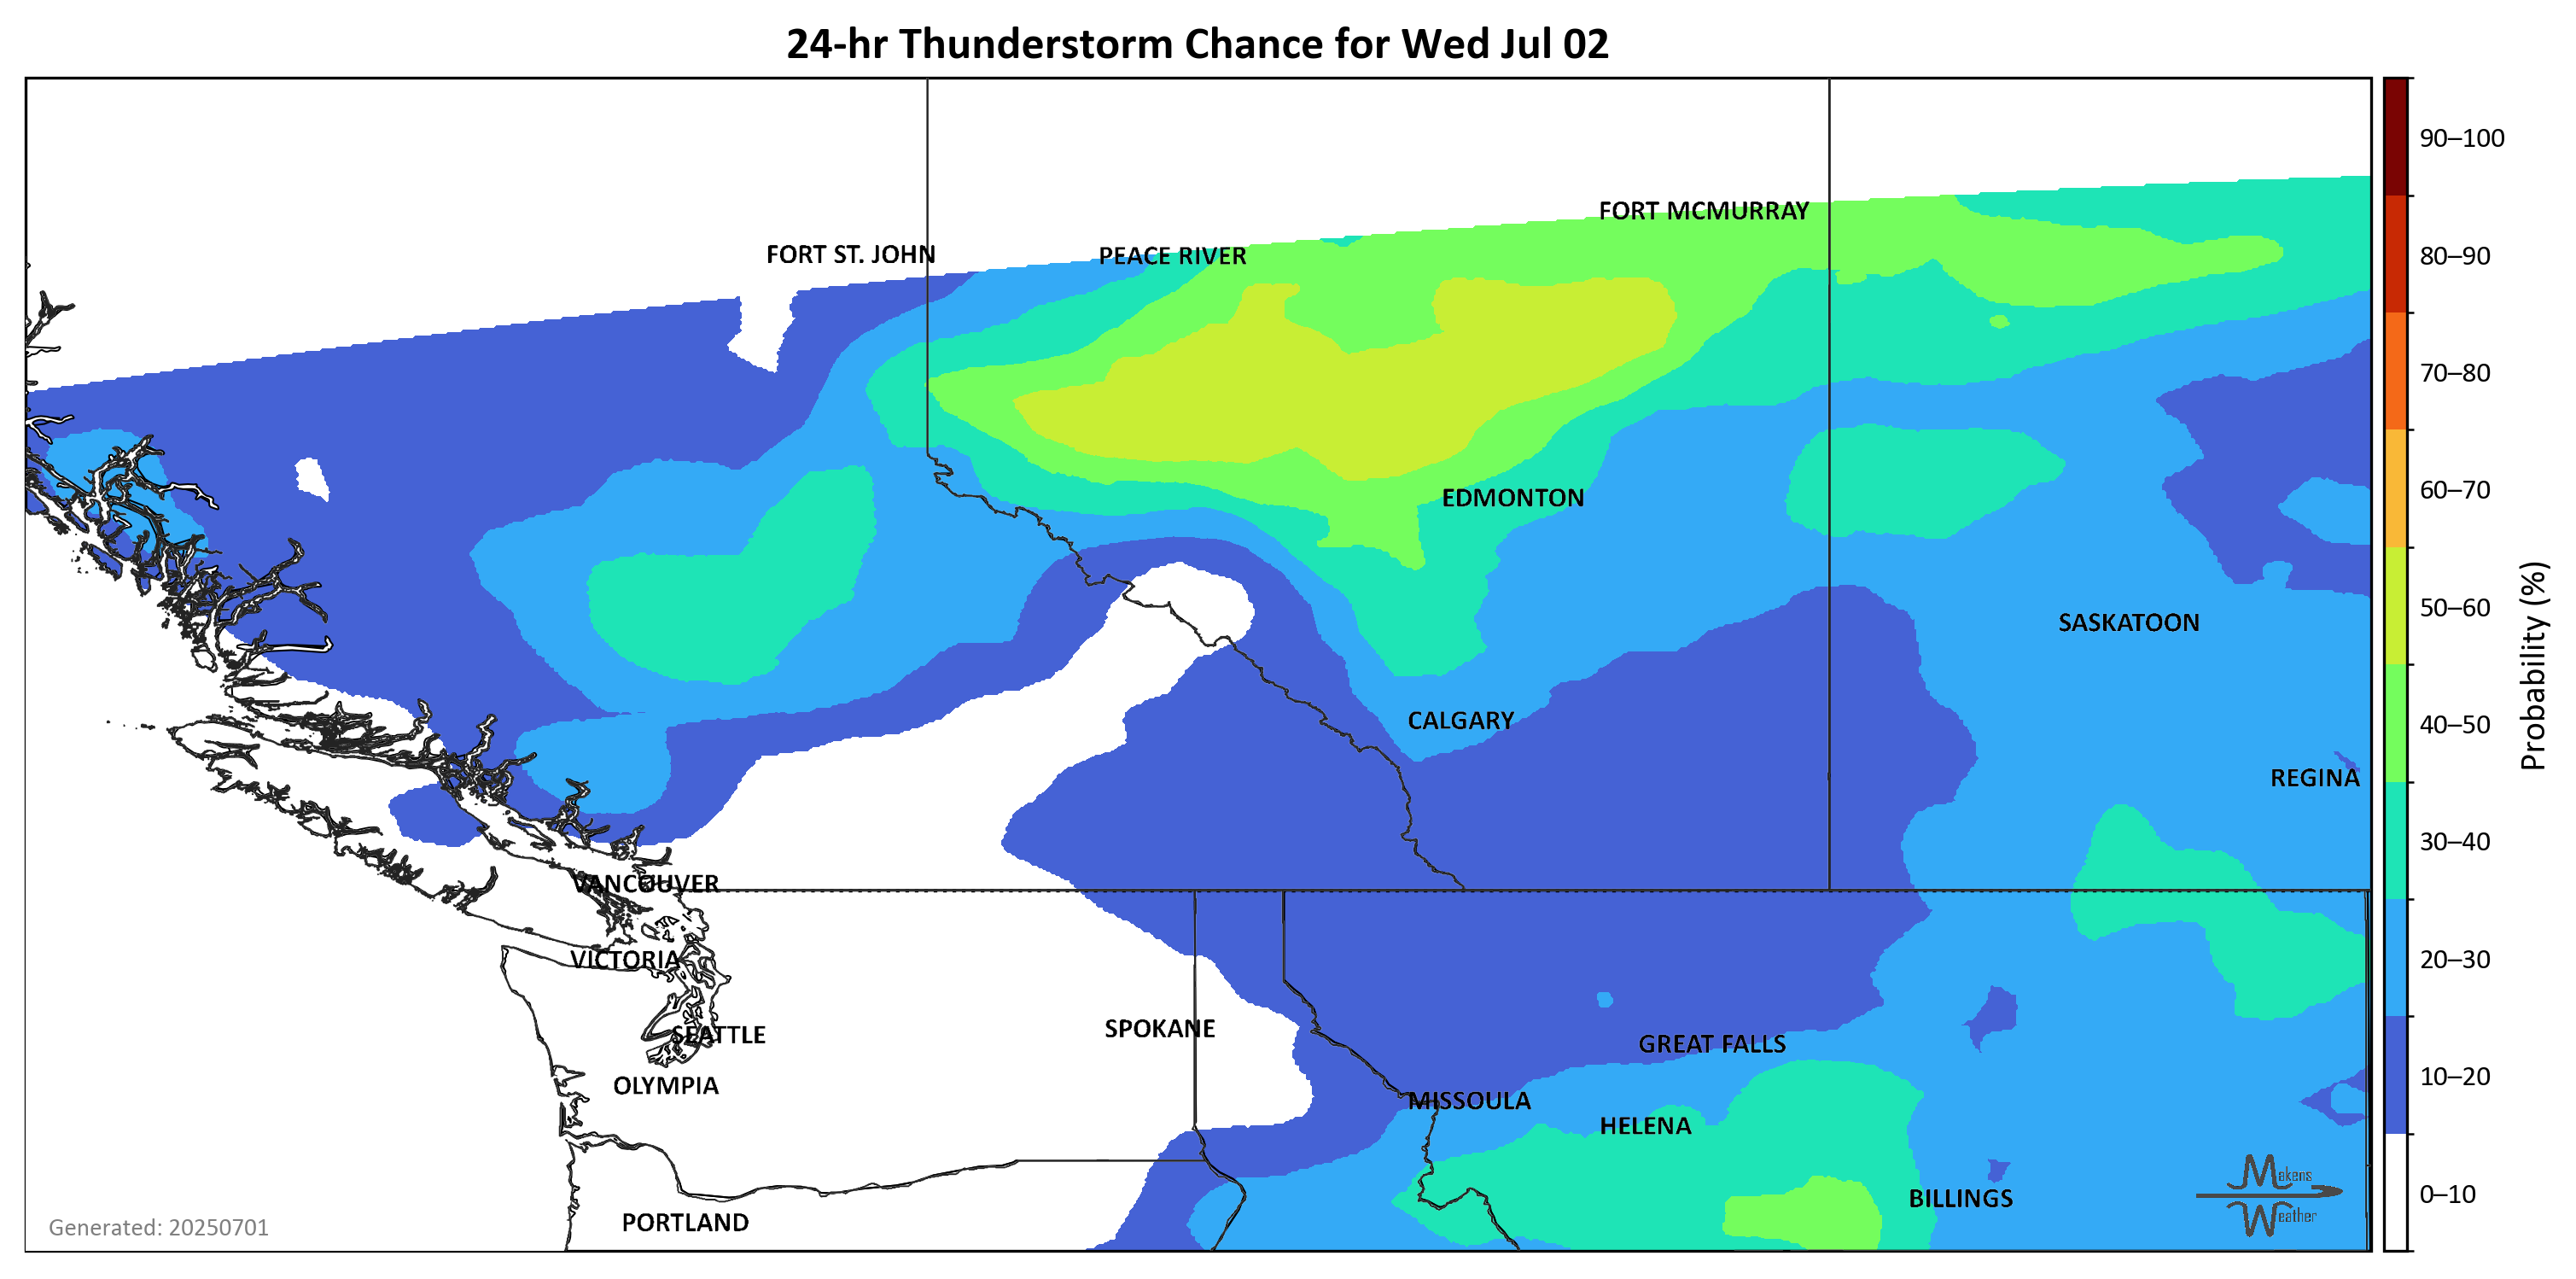 24-hr Thunderstorm Chance for Wed Jul 02
90–100
FORT MCMURRAY
FORT ST. JOHN
PEACE RIVER
80–90
70–80
60–70
EDMONTON
50–60
SASKATOON
Probability (%)
CALGARY
40–50
REGINA
30–40
VANCOUVER
VICTORIA
20–30
SPOKANE
SEATTLE
GREAT FALLS
10–20
OLYMPIA
MISSOULA
HELENA
Makens
Weather
0–10
BILLINGS
PORTLAND
Generated: 20250701